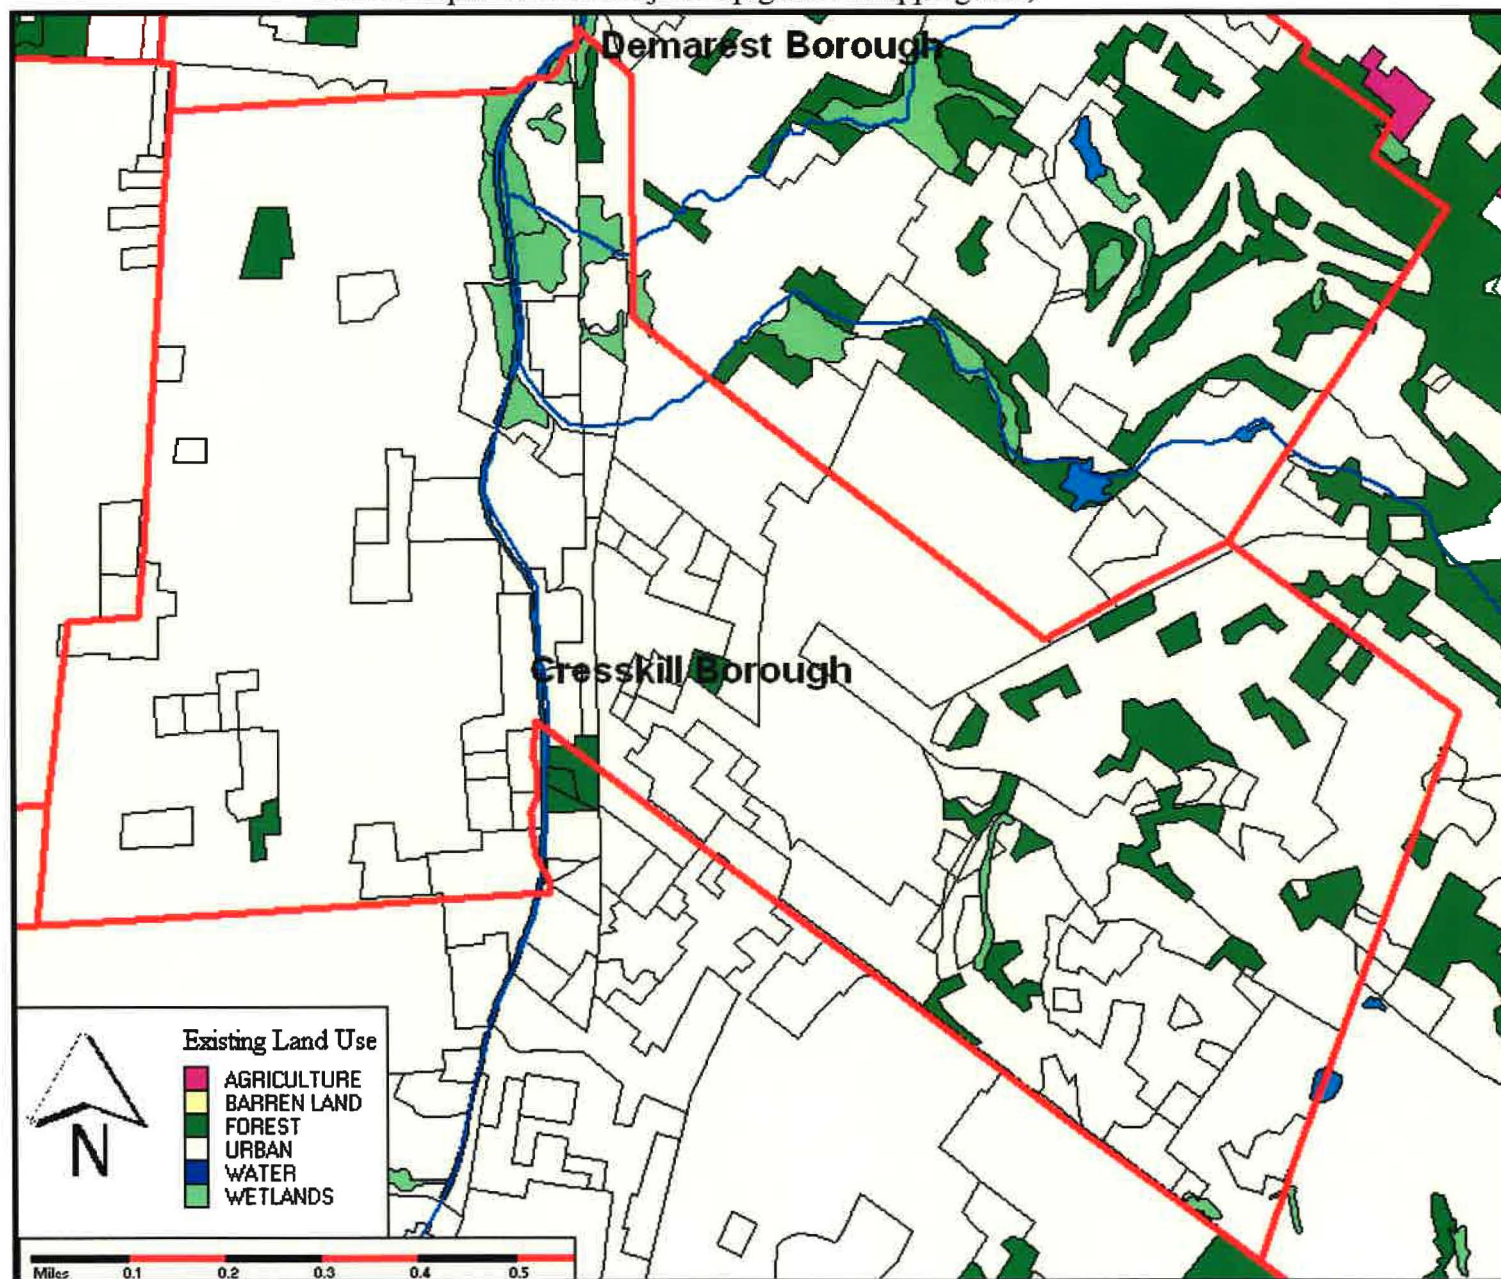 Demarest Borough
Cresskill Borough
Existing Land Use
AGRICULTURE
BARREN LAND
FOREST
URBAN
WATER
WETLANDS
N
Miles 0.1 0.2 0.3 0.4 0.5